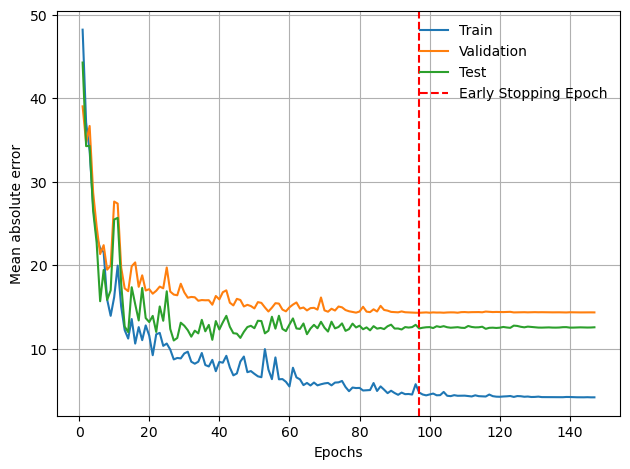 50
40
30
20
10
0
20
40
60
80
100
120
140
Mean absolute error
Epochs
Train
Validation
Test
Early Stopping Epoch